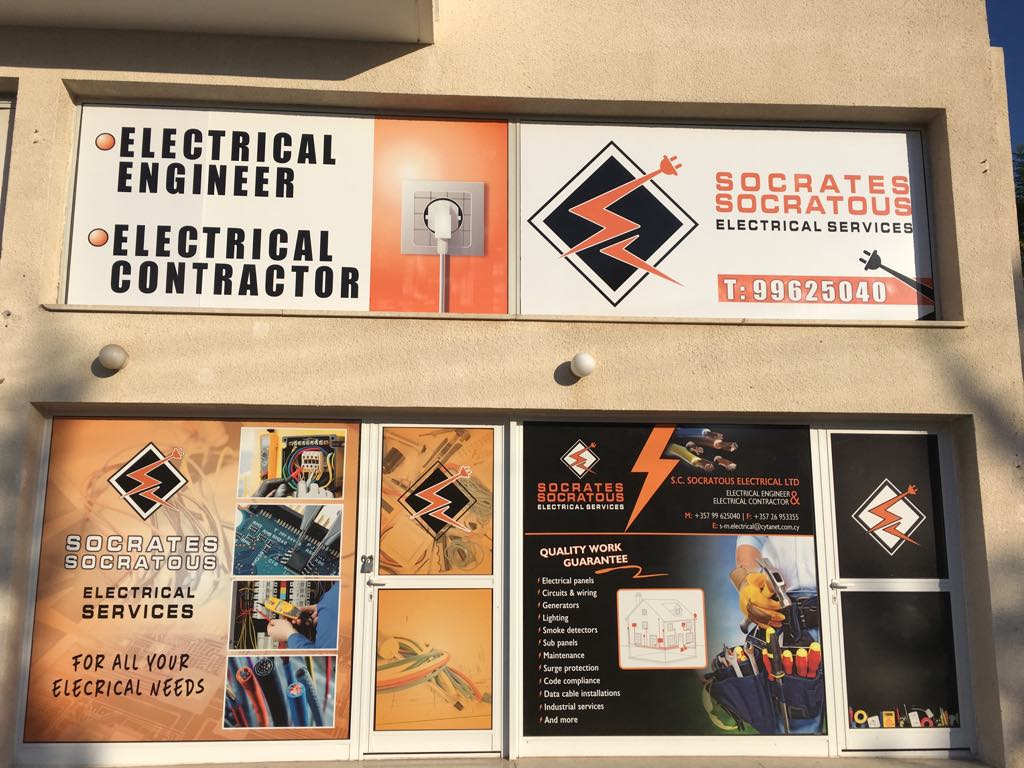 ELECTRICAL
ENGINEER
ELECTRICAL
CONTRACTOR
SOCRATES
SOCRATOUS
ELECTRICAL SERVICES
T: 99625040
SOCRATES
SOCRATOUS
ELECTRICAL
SERVICES
FOR ALL YOUR
ELECRICAL NEEDS
SOCRATES
SOCRATOUS
ELECTRICAL SERVICES
S.C. SOCRATOUS ELECTRICAL LTD
ELECTRICAL ENGINEER &
ELECTRICAL CONTRACTOR
M: +357 99 625040 | F: +357 26 953355
E: s-m.electrical@cytanet.com.cy
QUALITY WORK
GUARANTEE
Electrical panels
Circuits & wiring
Generators
Lighting
Smoke detectors
Sub panels
Maintenance
Surge protection
Code compliance
Data cable installations
Industrial services
And more